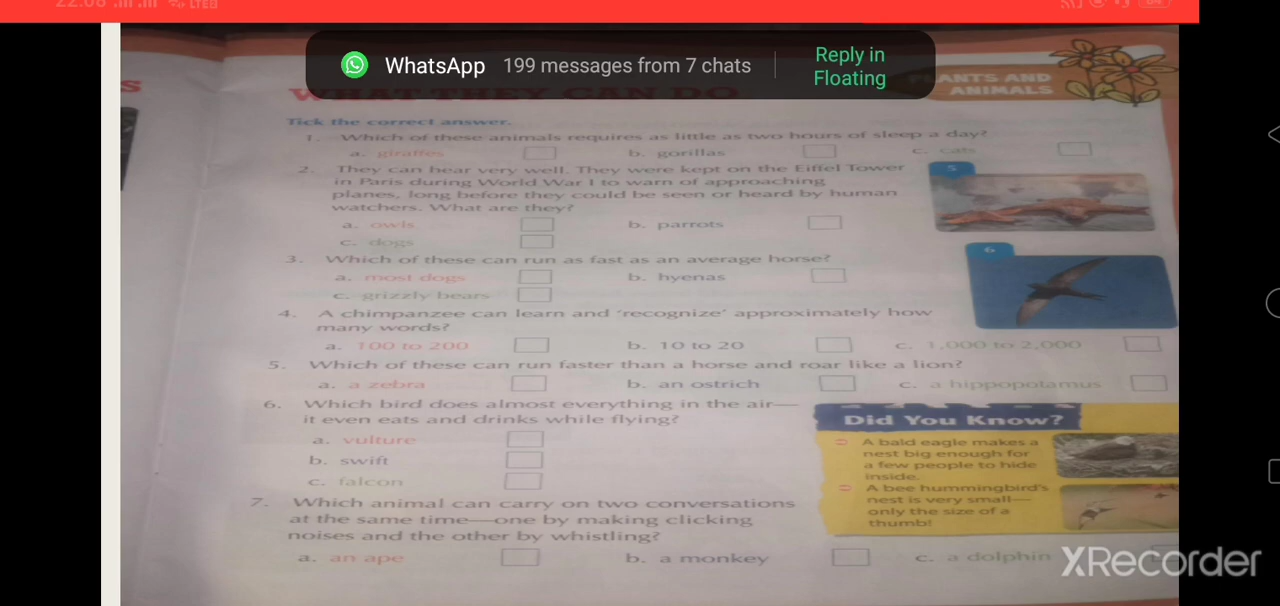 22:08
WhatsApp 199 messages from 7 chats
Reply in
Floating
S
WHAT THEY CAN DO
PLANTS AND
ANIMALS
Tick the correct answer.
1. Which of these animals requires as little as two hours of sleep a day?
a. giraffes b. gorillas c. cats
2. They can hear very well. They were kept on the Eiffel Tower
in Paris during World War I to warn of approaching
planes, long before they could be seen or heard by human
watchers. What are they?
a. owls b. parrots
c. dogs
5
3. Which of these can run as fast as an average horse?
a. most dogs b. hyenas
c. grizzly bears
6
4. A chimpanzee can learn and 'recognize' approximately how
many words?
a. 100 to 200 b. 10 to 20 c. 1,000 to 2,000
5. Which of these can run faster than a horse and roar like a lion?
a. a zebra b. an ostrich c. a hippopotamus
6. Which bird does almost everything in the air—
it even eats and drinks while flying?
a. vulture
b. swift
c. falcon
Did You Know?
A bald eagle makes a
nest big enough for
a few people to hide
inside.
A bee hummingbird's
nest is very small—
only the size of a
thumb!
7. Which animal can carry on two conversations
at the same time—one by making clicking
noises and the other by whistling?
a. an ape b. a monkey c. a dolphin
XRecorder